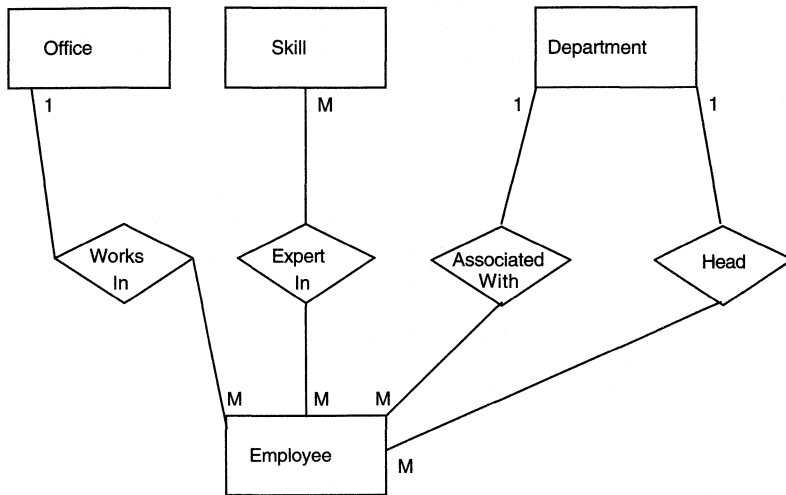 Office
Skill
Department
1
M
1
1
Works
In
Expert
In
Associated
With
Head
M
M
M
Employee
M